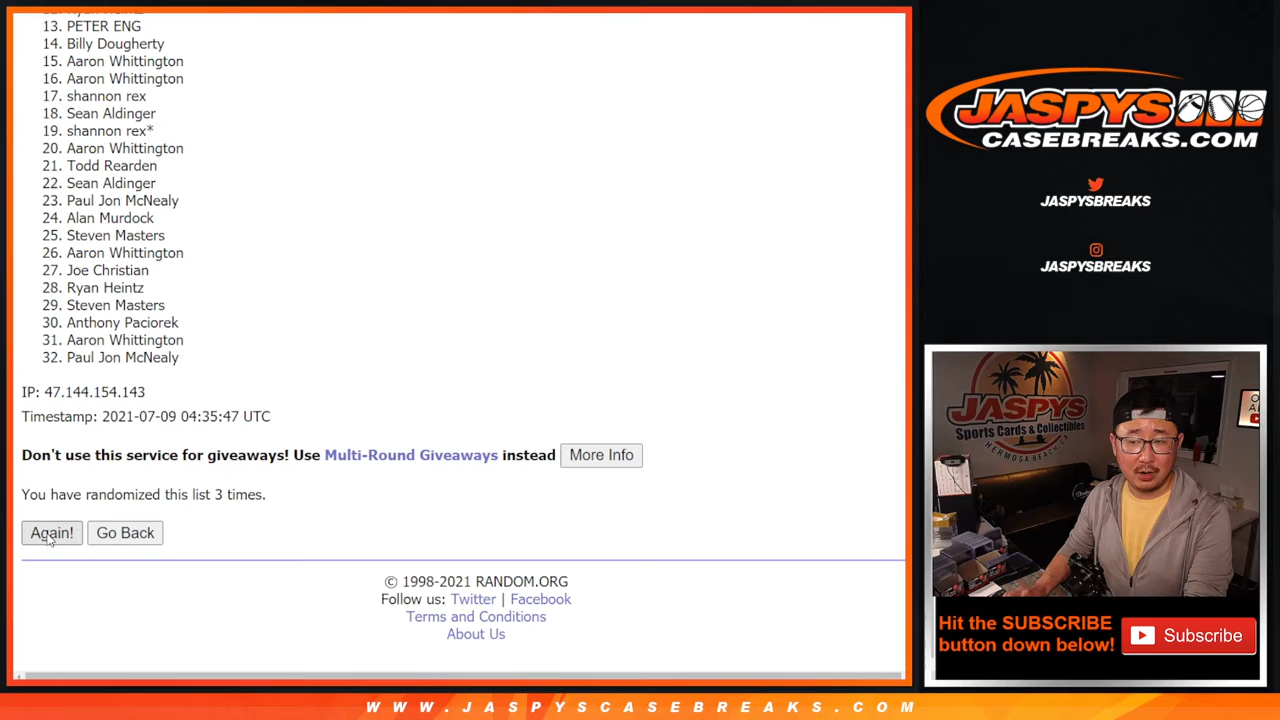 13. PETER ENG
14. Billy Dougherty
15. Aaron Whittington
16. Aaron Whittington
17. shannon rex
18. Sean Aldinger
19. shannon rex*
20. Aaron Whittington
21. Todd Rearden
22. Sean Aldinger
23. Paul Jon McNealy
24. Alan Murdock
25. Steven Masters
26. Aaron Whittington
27. Joe Christian
28. Ryan Heintz
29. Steven Masters
30. Anthony Paciorek
31. Aaron Whittington
32. Paul Jon McNealy
IP: 47.144.154.143
Timestamp: 2021-07-09 04:35:47 UTC
Don't use this service for giveaways! Use Multi-Round Giveaways instead More Info
You have randomized this list 3 times.
Again! Go Back
© 1998-2021 RANDOM.ORG
Follow us: Twitter | Facebook
Terms and Conditions
About Us
JASPYS
CASEBREAKS.COM
JASPYSBREAKS
JASPYSBREAKS
JASPYS
Sports Cards & Collectibles
HERMOSA BEACH
Hit the SUBSCRIBE
button down below!
Subscribe
WWW.JASPYSCASEBREAKS.COM